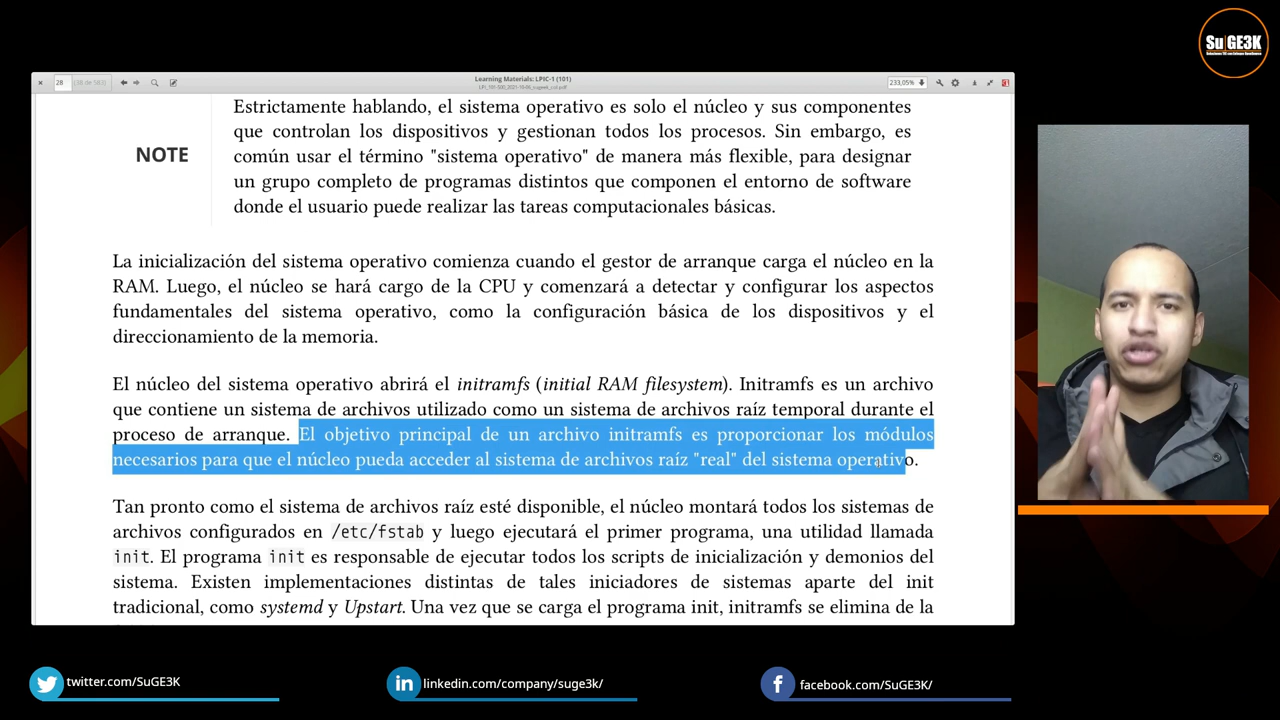 Su GE3K
28
Learning Materials: LPIC-1 (101)
233,05%
Estrictamente hablando, el sistema operativo es solo el núcleo y sus componentes
que controlan los dispositivos y gestionan todos los procesos. Sin embargo, es
NOTE
común usar el término "sistema operativo" de manera más flexible, para designar
un grupo completo de programas distintos que componen el entorno de software
donde el usuario puede realizar las tareas computacionales básicas.
La inicialización del sistema operativo comienza cuando el gestor de arranque carga el núcleo en la
RAM. Luego, el núcleo se hará cargo de la CPU y comenzará a detectar y configurar los aspectos
fundamentales del sistema operativo, como la configuración básica de los dispositivos y el
direccionamiento de la memoria.
El núcleo del sistema operativo abrirá el initramfs (initial RAM filesystem). Initramfs es un archivo
que contiene un sistema de archivos utilizado como un sistema de archivos raíz temporal durante el
proceso de arranque. El objetivo principal de un archivo initramfs es proporcionar los módulos
necesarios para que el núcleo pueda acceder al sistema de archivos raíz "real" del sistema operativo.
Tan pronto como el sistema de archivos raíz esté disponible, el núcleo montará todos los sistemas de
archivos configurados en /etc/fstab y luego ejecutará el primer programa, una utilidad llamada
init. El programa init es responsable de ejecutar todos los scripts de inicialización y demonios del
sistema. Existen implementaciones distintas de tales iniciadores de sistemas aparte del init
tradicional, como systemd y Upstart. Una vez que se carga el programa init, initramfs se elimina de la
twitter.com/SuGE3K
linkedin.com/company/suge3k/
facebook.com/SuGE3K/